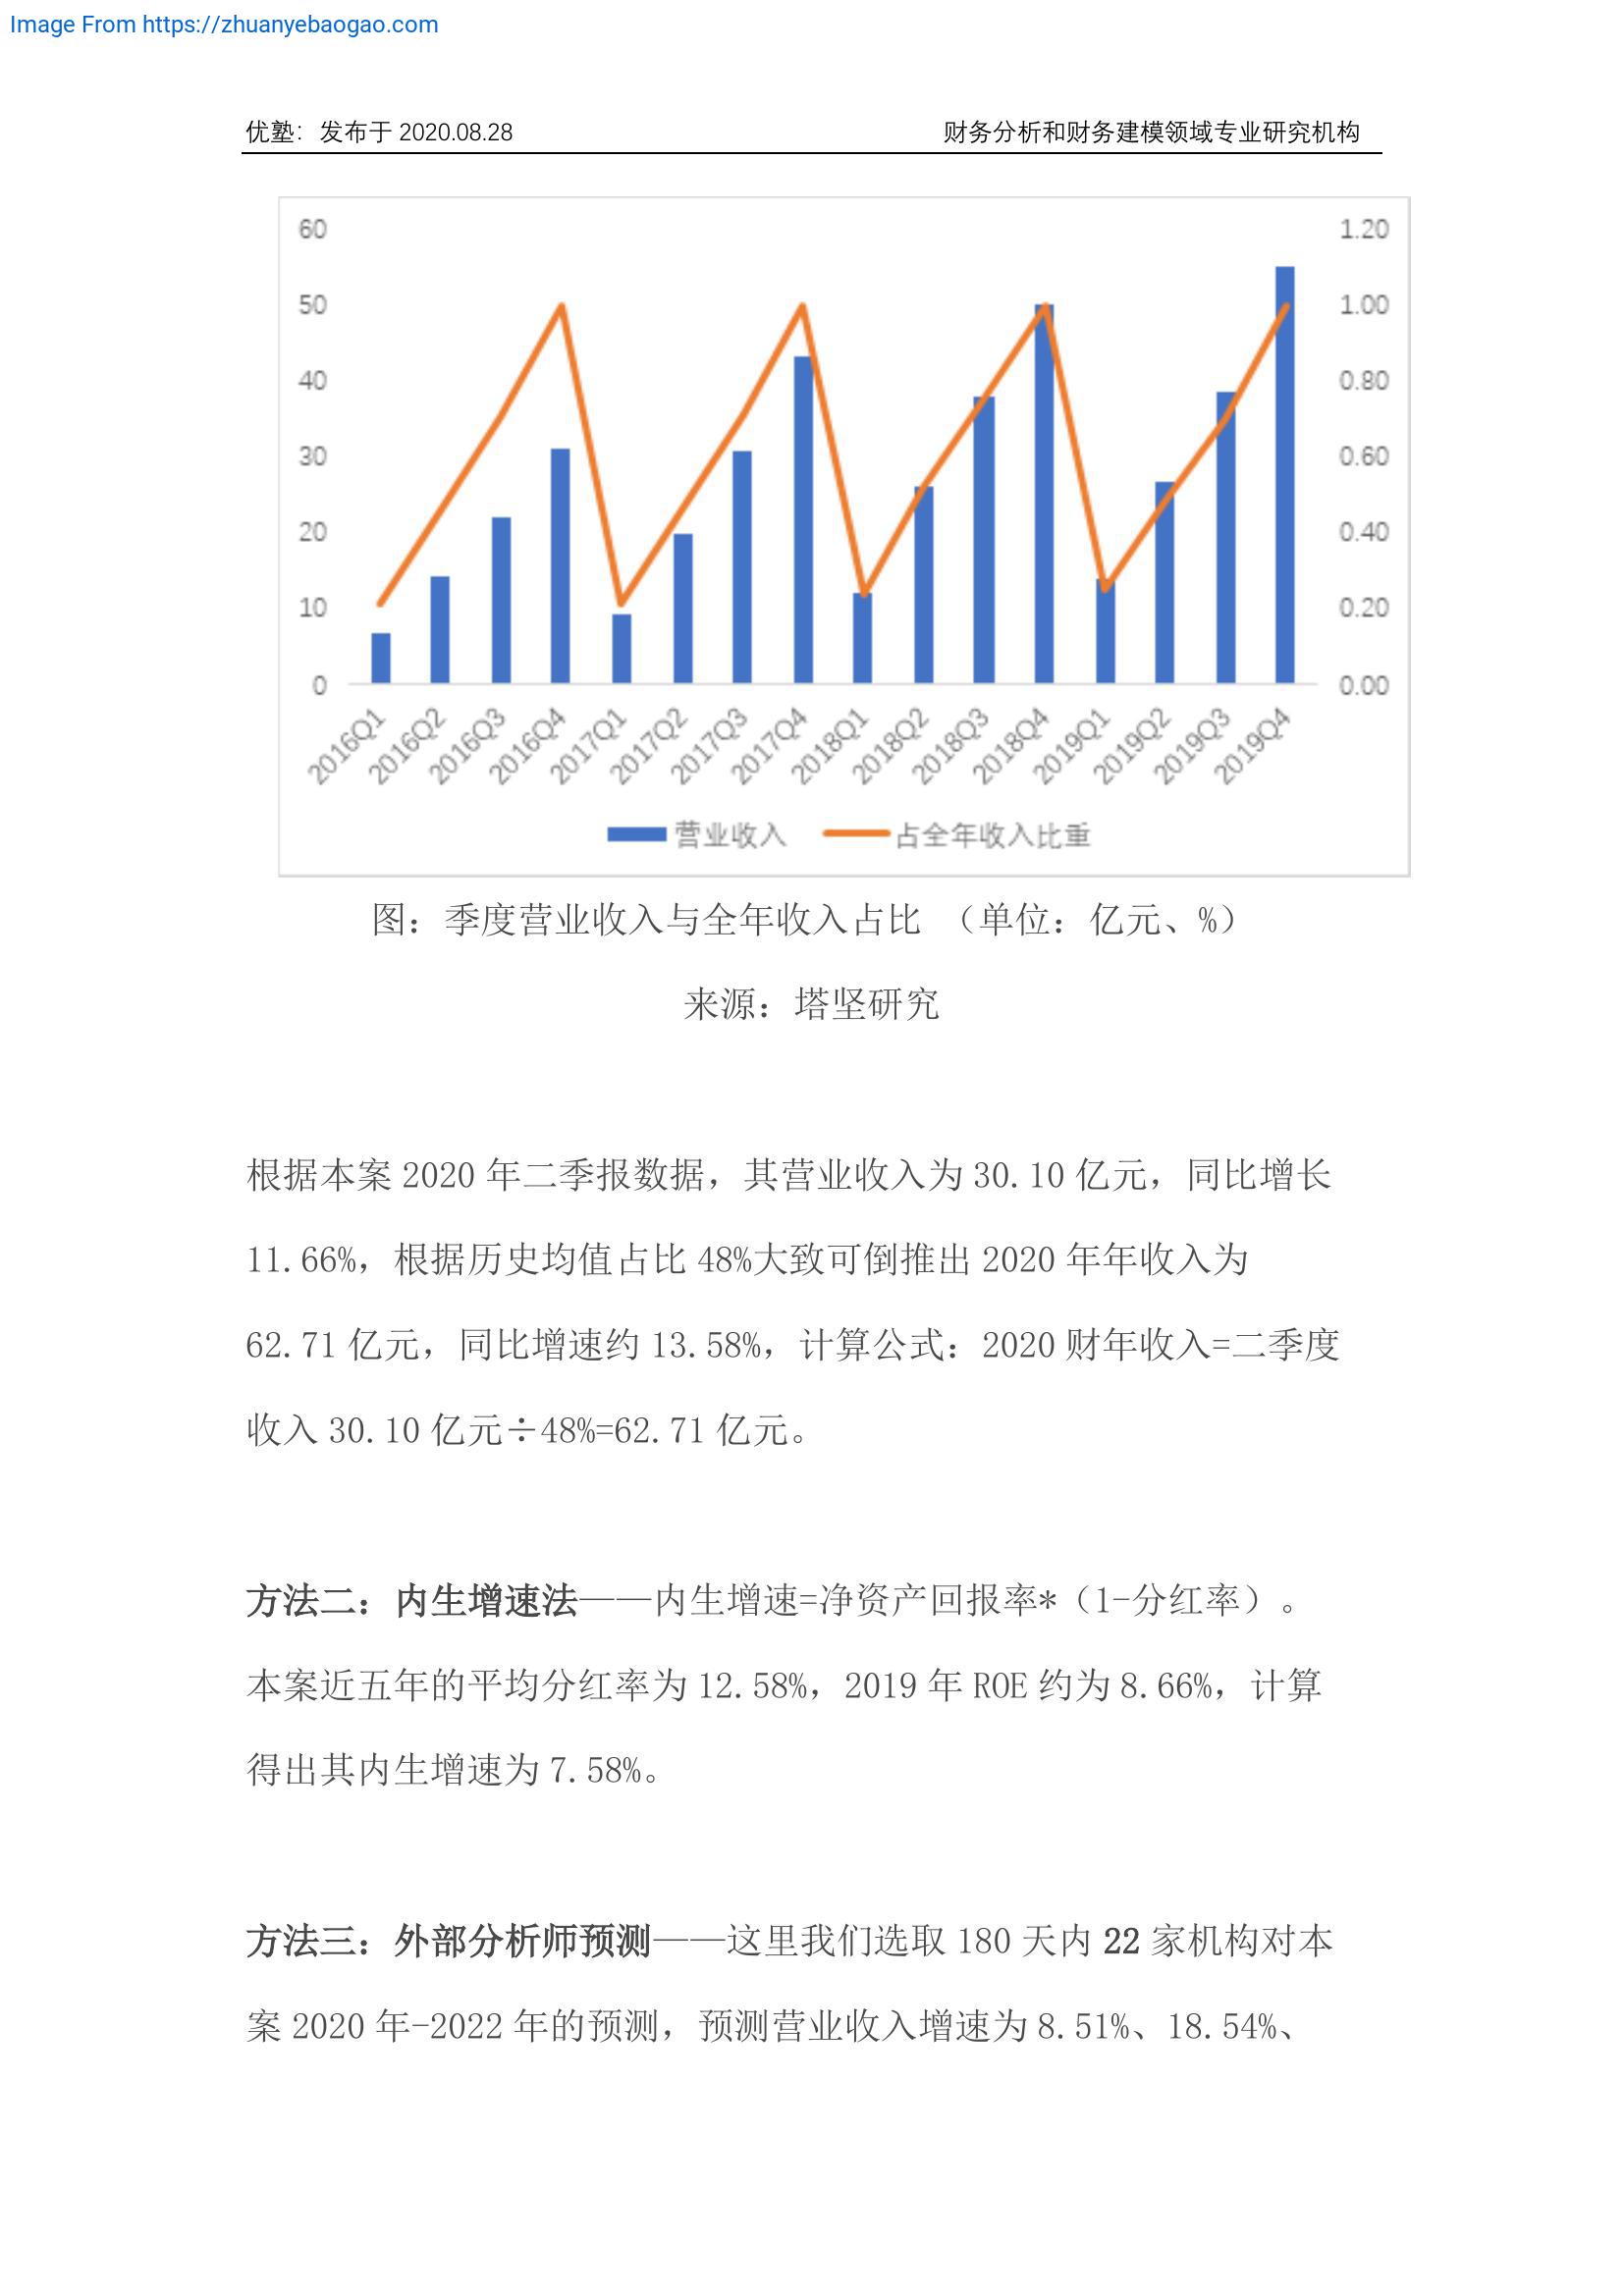 Image From https://zhuanyebaogao.com
优塾：发布于 2020.08.28 财务分析和财务建模领域专业研究机构
60 1.20
50 1.00
40 0.80
30 0.60
20 0.40
10 0.20
0 0.00
2016Q1 2016Q2 2016Q3 2016Q4 2017Q1 2017Q2 2017Q3 2017Q4 2018Q1 2018Q2 2018Q3 2018Q4 2019Q1 2019Q2 2019Q3 2019Q4
营业收入 占全年收入比重
图：季度营业收入与全年收入占比 （单位：亿元、%）
来源：塔坚研究
根据本案 2020 年二季报数据，其营业收入为 30.10 亿元，同比增长
11.66%，根据历史均值占比 48%大致可倒推出 2020 年年收入为
62.71 亿元，同比增速约 13.58%，计算公式：2020 财年收入=二季度
收入 30.10 亿元÷48%=62.71 亿元。
方法二：内生增速法——内生增速=净资产回报率*（1-分红率）。
本案近五年的平均分红率为 12.58%，2019 年 ROE 约为 8.66%，计算
得出其内生增速为 7.58%。
方法三：外部分析师预测——这里我们选取 180 天内 22 家机构对本
案 2020 年-2022 年的预测，预测营业收入增速为 8.51%、18.54%、